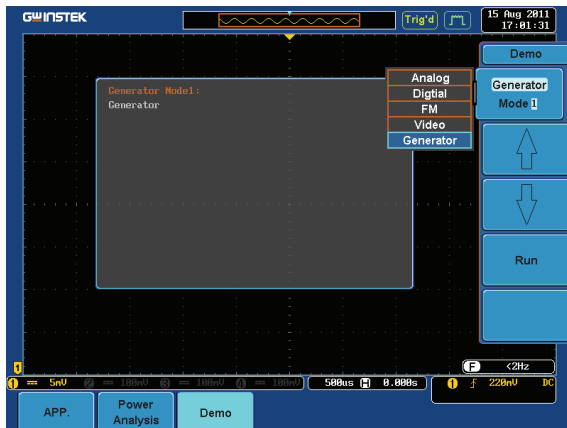 GWINSTEK
Trig'd
15 Aug 2011
17:01:31
Demo
Generator
Mode 1
Analog
Digtial
FM
Video
Generator
Generator Mode1:
Generator
Run
1
F <2Hz
1 5mV 2 100mV 3 100mV 4 100mV 500us H 0.000s 1 220mV DC
APP.
Power
Analysis
Demo